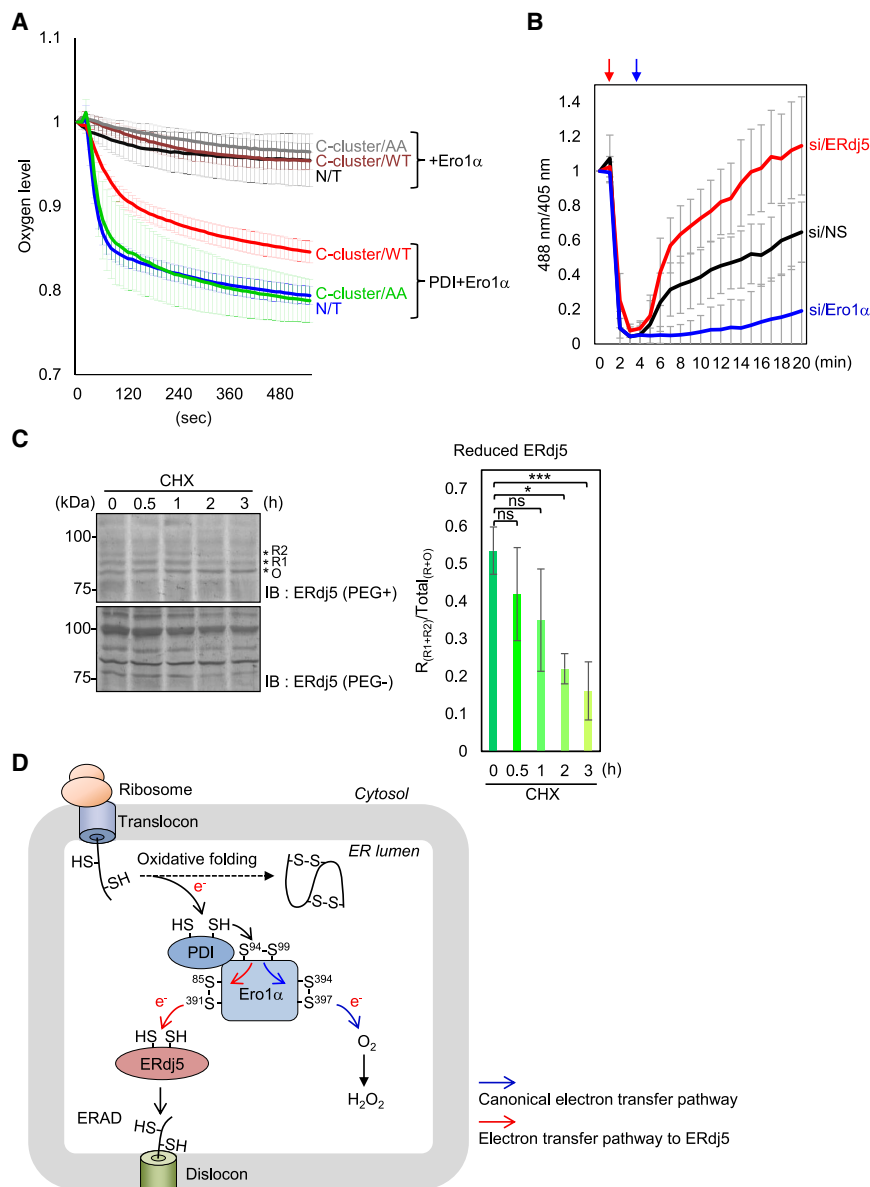 A
1.1
1
0.9
0.8
0.7
Oxygen level
0 120 240 360 480
(sec)
C-cluster/AA
C-cluster/WT
N/T
+Ero1α
C-cluster/WT
C-cluster/AA
N/T
PDI+Ero1α
B
1.4
1.2
1
0.8
0.6
0.4
0.2
0
488 nm/405 nm
0 2 4 6 8 10 12 14 16 18 20 (min)
si/ERdj5
si/NS
si/Ero1α
C
CHX
(kDa) 0 0.5 1 2 3 (h)
100
75
* R2
* R1
* O
IB : ERdj5 (PEG+)
100
75
IB : ERdj5 (PEG-)
Reduced ERdj5
R(R1+R2)/Total(R+O)
0.7
0.6
0.5
0.4
0.3
0.2
0.1
0
***
*
ns
ns
0 0.5 1 2 3 (h)
CHX
D
Ribosome
Translocon
Cytosol
ER lumen
HS
SH
Oxidative folding
e-
-S-S-
-S-S-
HS SH
PDI
S94-S99
Ero1α
85S
391S
S394
S397
e-
e-
HS SH
ERdj5
O2
H2O2
ERAD
HS
SH
Dislocon
Canonical electron transfer pathway
Electron transfer pathway to ERdj5